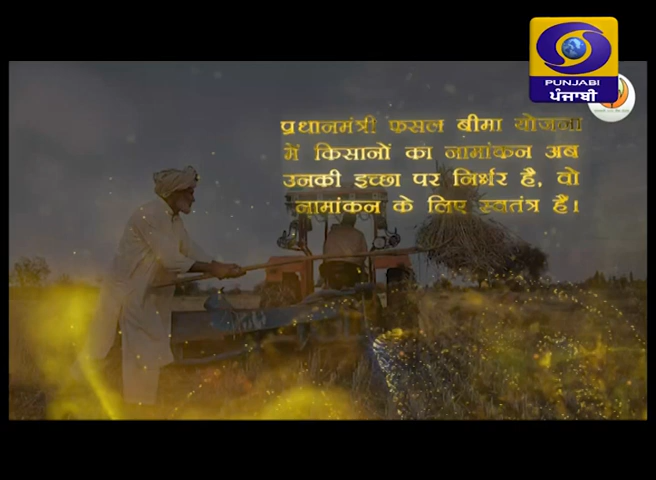 PUNJABI
ਪੰਜਾਬੀ
प्रधानमंत्री फसल बीमा योजना
में किसानों का नामांकन अब
उनकी इच्छा पर निर्भर है, वो
नामांकन के लिए स्वतंत्र हैं।